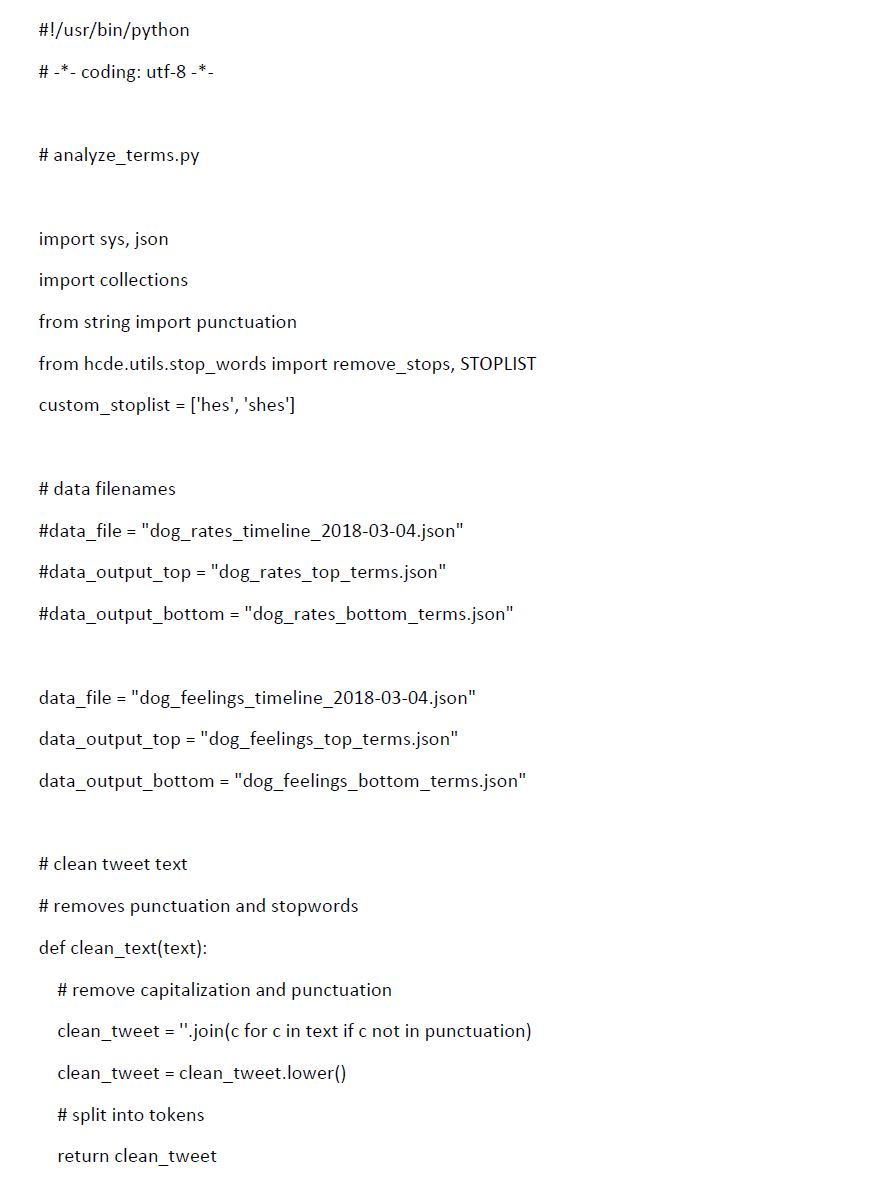 #!/usr/bin/python
# -*- coding: utf-8 -*-
# analyze_terms.py
import sys, json
import collections
from string import punctuation
from hcde.utils.stop_words import remove_stops, STOPLIST
custom_stoplist = ['hes', 'shes']
# data filenames
#data_file = "dog_rates_timeline_2018-03-04.json"
#data_output_top = "dog_rates_top_terms.json"
#data_output_bottom = "dog_rates_bottom_terms.json"
data_file = "dog_feelings_timeline_2018-03-04.json"
data_output_top = "dog_feelings_top_terms.json"
data_output_bottom = "dog_feelings_bottom_terms.json"
# clean tweet text
# removes punctuation and stopwords
def clean_text(text):
    # remove capitalization and punctuation
    clean_tweet = ''.join(c for c in text if c not in punctuation)
    clean_tweet = clean_tweet.lower()
    # split into tokens
    return clean_tweet